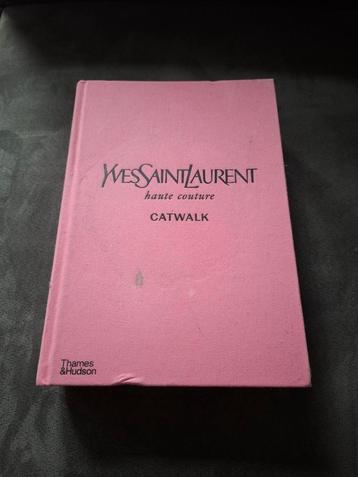 YVESSAINTLAURENT
haute couture
CATWALK
Thames
&Hudson